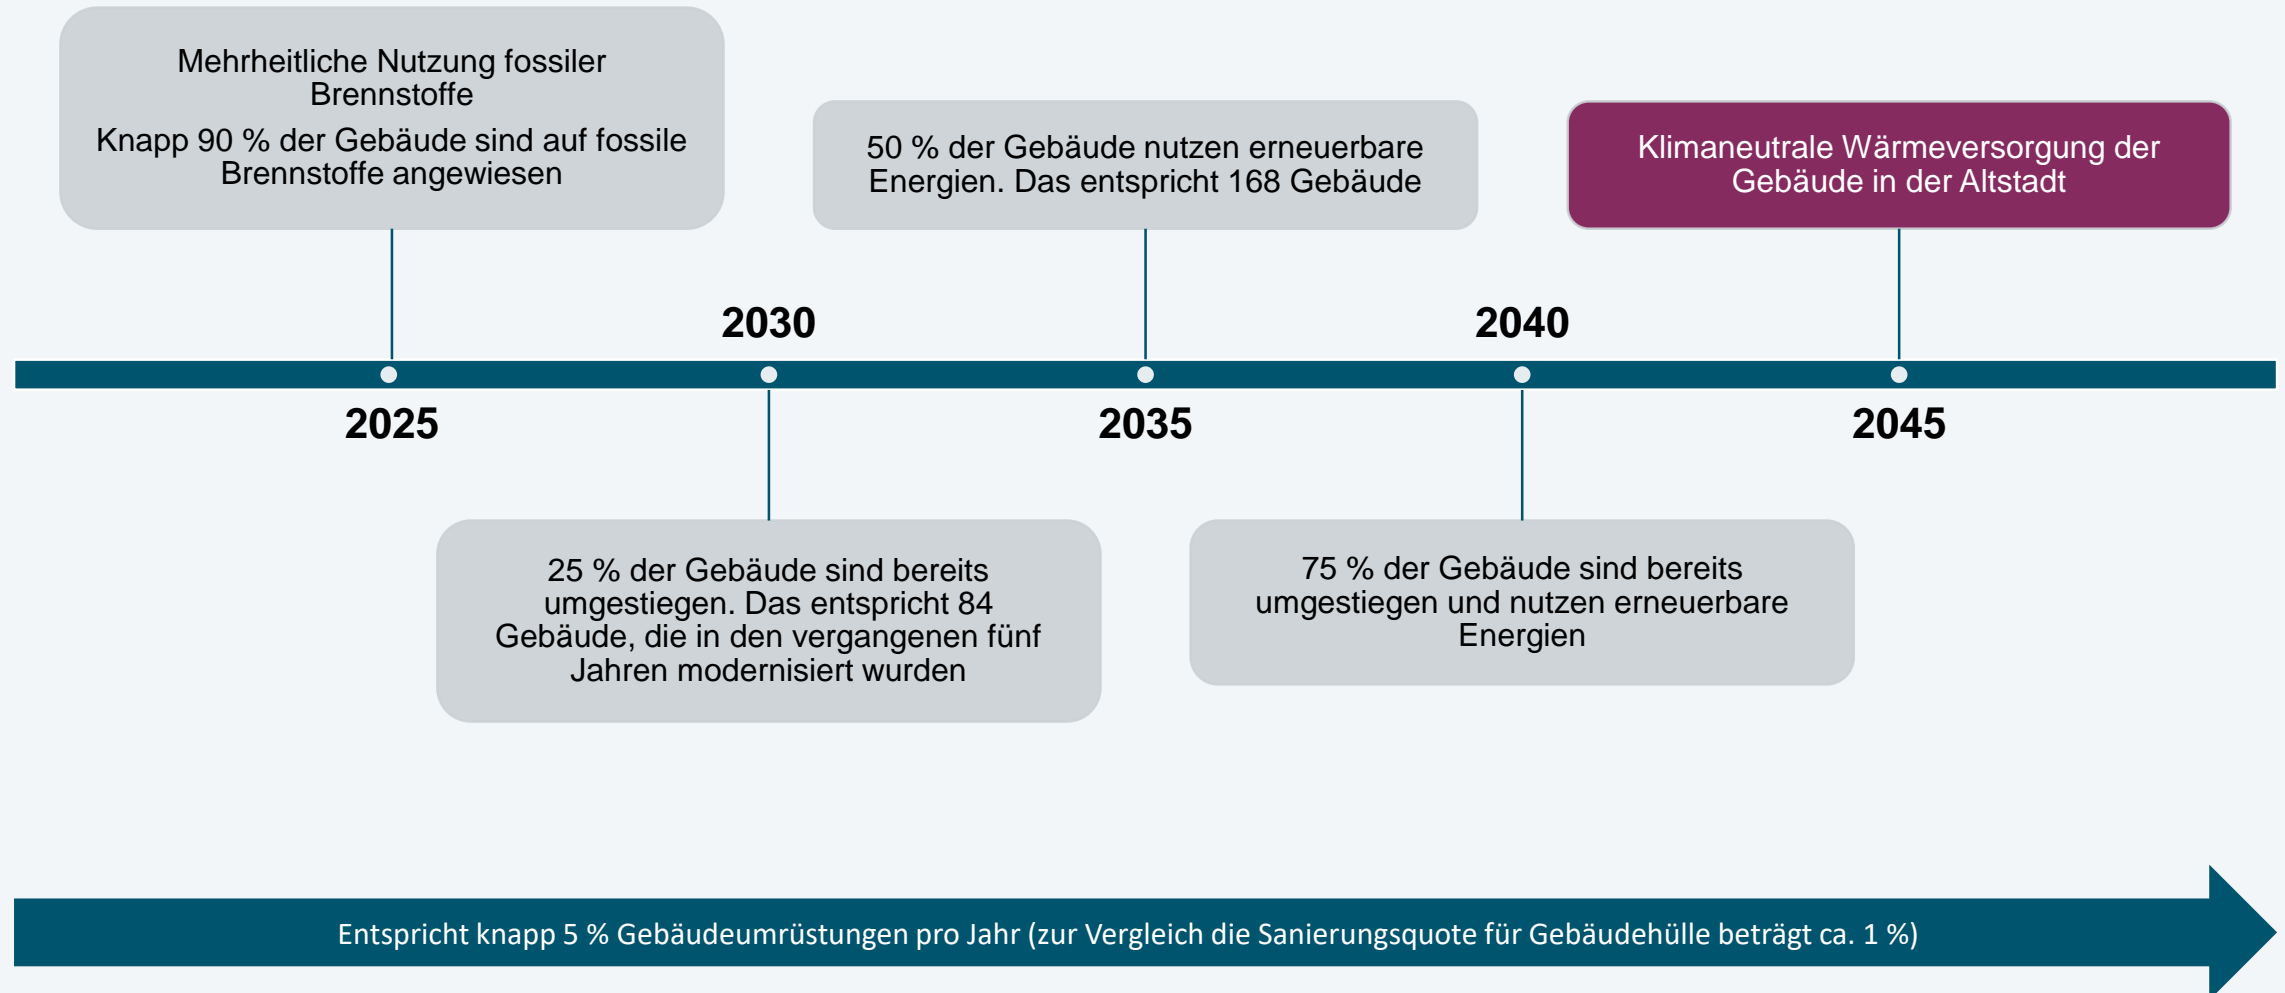 Mehrheitliche Nutzung fossiler
Brennstoffe
Knapp 90 % der Gebäude sind auf fossile
Brennstoffe angewiesen
50 % der Gebäude nutzen erneuerbare
Energien. Das entspricht 168 Gebäude
Klimaneutrale Wärmeversorgung der
Gebäude in der Altstadt
2030
2040
2025
2035
2045
25 % der Gebäude sind bereits
umgestiegen. Das entspricht 84
Gebäude, die in den vergangenen fünf
Jahren modernisiert wurden
75 % der Gebäude sind bereits
umgestiegen und nutzen erneuerbare
Energien
Entspricht knapp 5 % Gebäudeumrüstungen pro Jahr (zur Vergleich die Sanierungsquote für Gebäudehülle beträgt ca. 1 %)